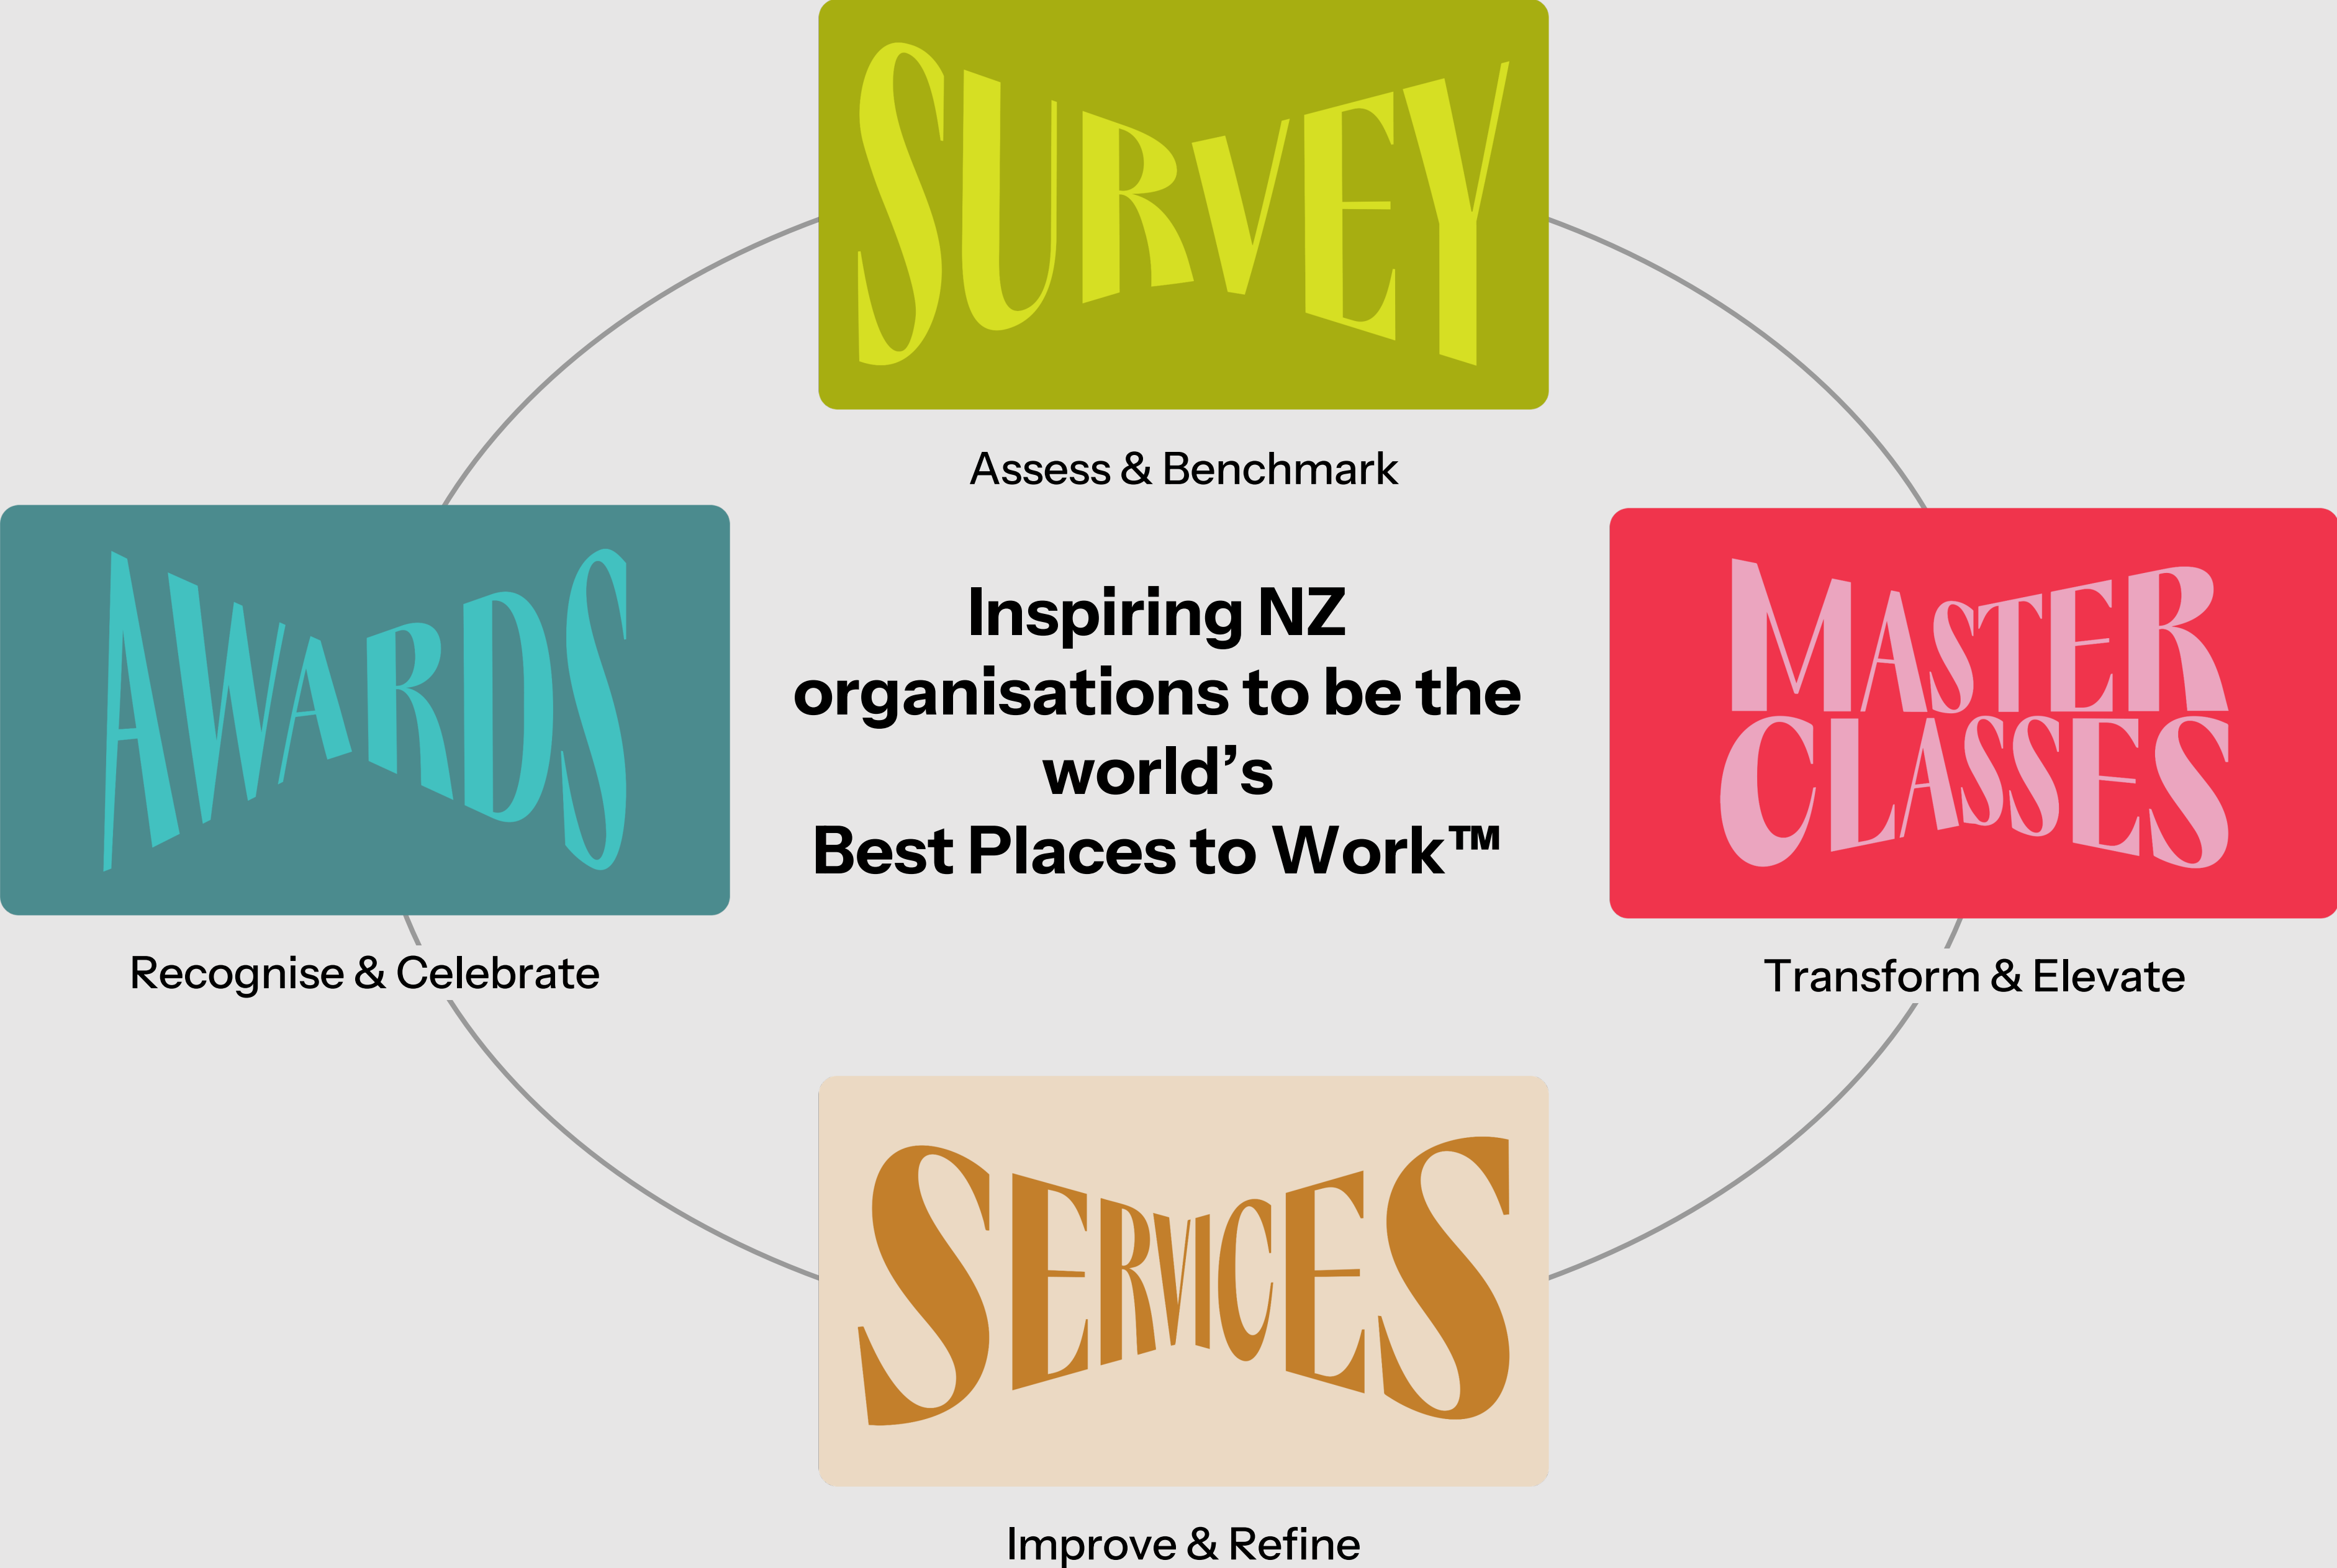 SURVEY
Assess & Benchmark
AWARDS
Recognise & Celebrate
Inspiring NZ
organisations to be the
world’s
Best Places to Work™
MASTER
CLASSES
Transform & Elevate
SERVICES
Improve & Refine